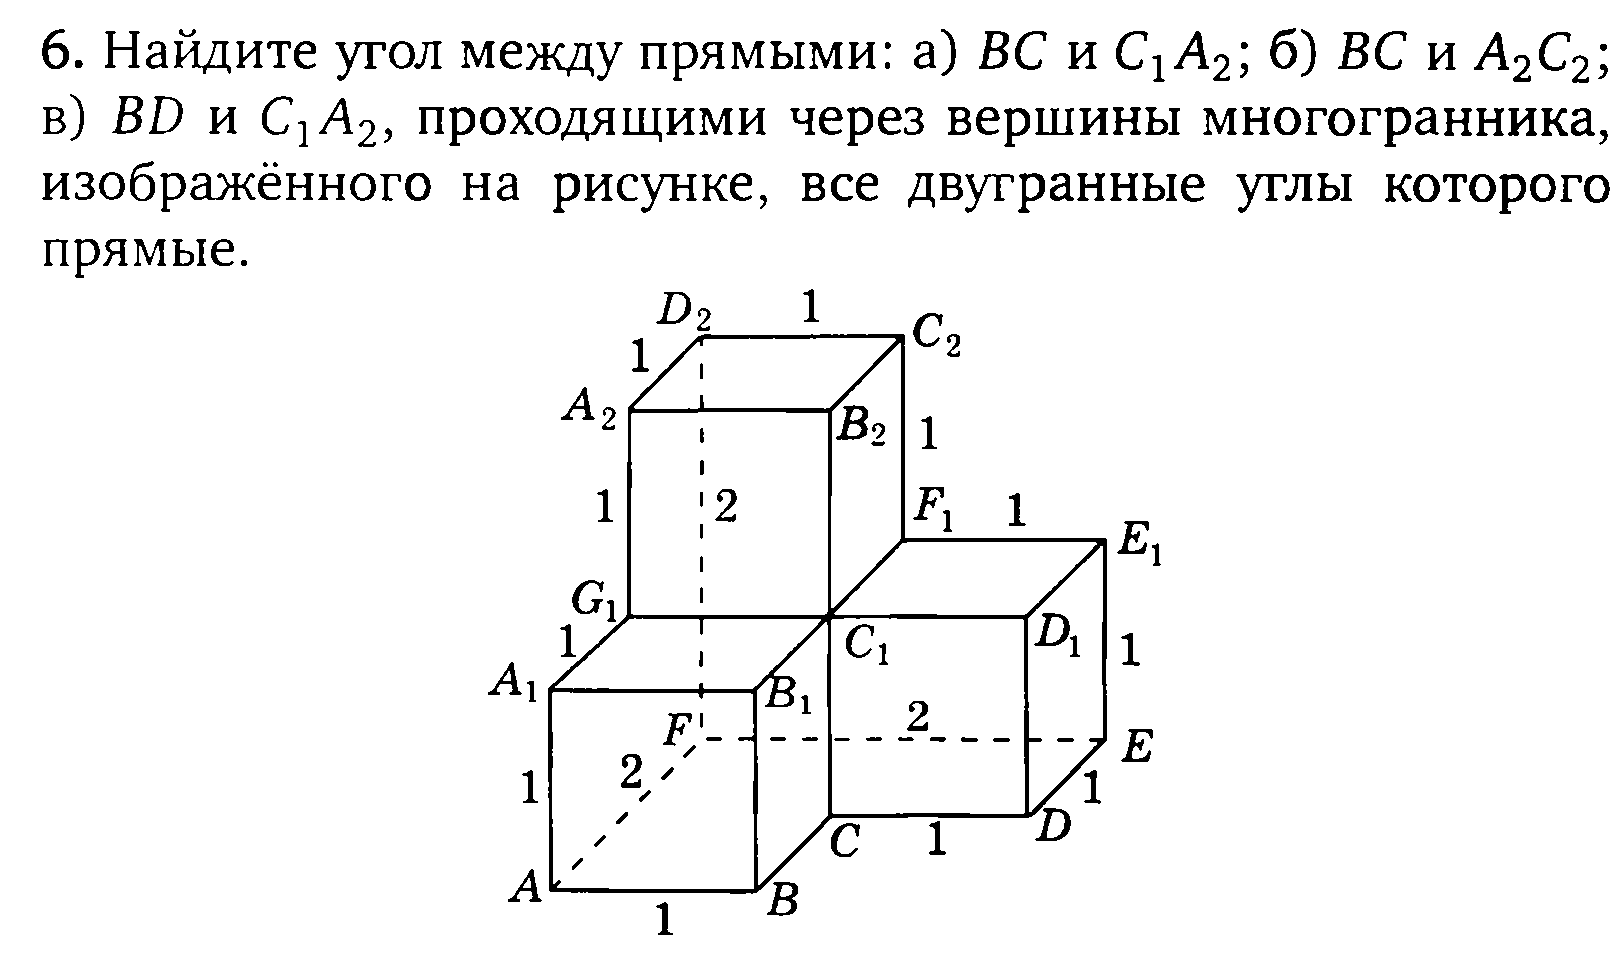 6. Найдите угол между прямыми: а) BC и C₁A₂; б) BC и A₂C₂;
в) BD и C₁A₂, проходящими через вершины многогранника,
изображённого на рисунке, все двугранные углы которого
прямые.
D₂ 1 C₂
1
A₂ B₂ 1
1 2 F₁ 1 E₁
G₁ C₁ D₁ 1
1
A₁ B₁
F 2 E
1 2 1
C 1 D
A B
1